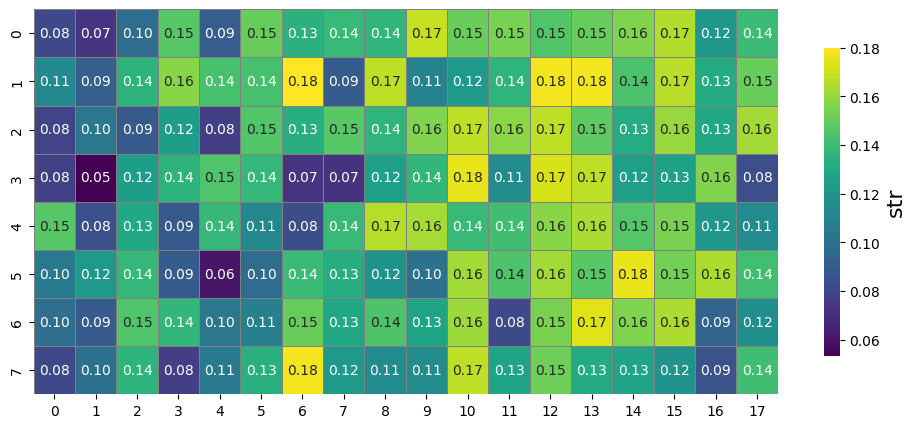 0 0.08 0.07 0.10 0.15 0.09 0.15 0.13 0.14 0.14 0.17 0.15 0.15 0.15 0.15 0.16 0.17 0.12 0.14
1 0.11 0.09 0.14 0.16 0.14 0.14 0.18 0.09 0.17 0.11 0.12 0.14 0.18 0.18 0.14 0.17 0.13 0.15
2 0.08 0.10 0.09 0.12 0.08 0.15 0.13 0.15 0.14 0.16 0.17 0.16 0.17 0.15 0.13 0.16 0.13 0.16
3 0.08 0.05 0.12 0.14 0.15 0.14 0.07 0.07 0.12 0.14 0.18 0.11 0.17 0.17 0.12 0.13 0.16 0.08
4 0.15 0.08 0.13 0.09 0.14 0.11 0.08 0.14 0.17 0.16 0.14 0.14 0.16 0.16 0.15 0.15 0.12 0.11
5 0.10 0.12 0.14 0.09 0.06 0.10 0.14 0.13 0.12 0.10 0.16 0.14 0.16 0.15 0.18 0.15 0.16 0.14
6 0.10 0.09 0.15 0.14 0.10 0.11 0.15 0.13 0.14 0.13 0.16 0.08 0.15 0.17 0.16 0.16 0.09 0.12
7 0.08 0.10 0.14 0.08 0.11 0.13 0.18 0.12 0.11 0.11 0.17 0.13 0.15 0.13 0.13 0.12 0.09 0.14
0 1 2 3 4 5 6 7 8 9 10 11 12 13 14 15 16 17
0.18
0.16
0.14
0.12
0.10
0.08
0.06
str